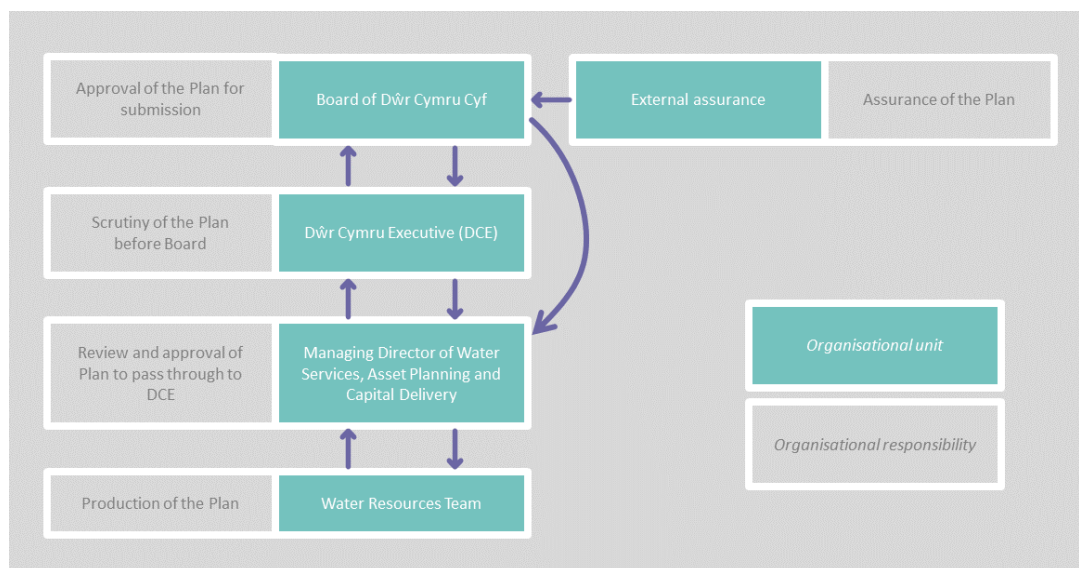 Approval of the Plan for
submission
Board of Dŵr Cymru Cyf
External assurance
Assurance of the Plan
Scrutiny of the Plan
before Board
Dŵr Cymru Executive (DCE)
Review and approval of
Plan to pass through to
DCE
Managing Director of Water
Services, Asset Planning and
Capital Delivery
Organisational unit
Organisational responsibility
Production of the Plan
Water Resources Team